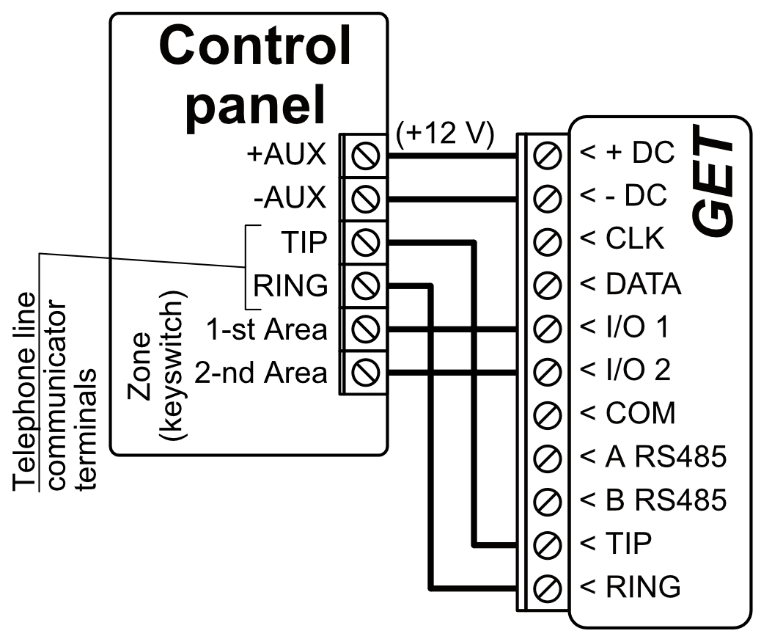 Control
panel
+AUX
-AUX
TIP
RING
1-st Area
2-nd Area
Zone
(keyswitch)
Telephone line
communicator
terminals
(+12 V)
GET
< + DC
< - DC
< CLK
< DATA
< I/O 1
< I/O 2
< COM
< A RS485
< B RS485
< TIP
< RING